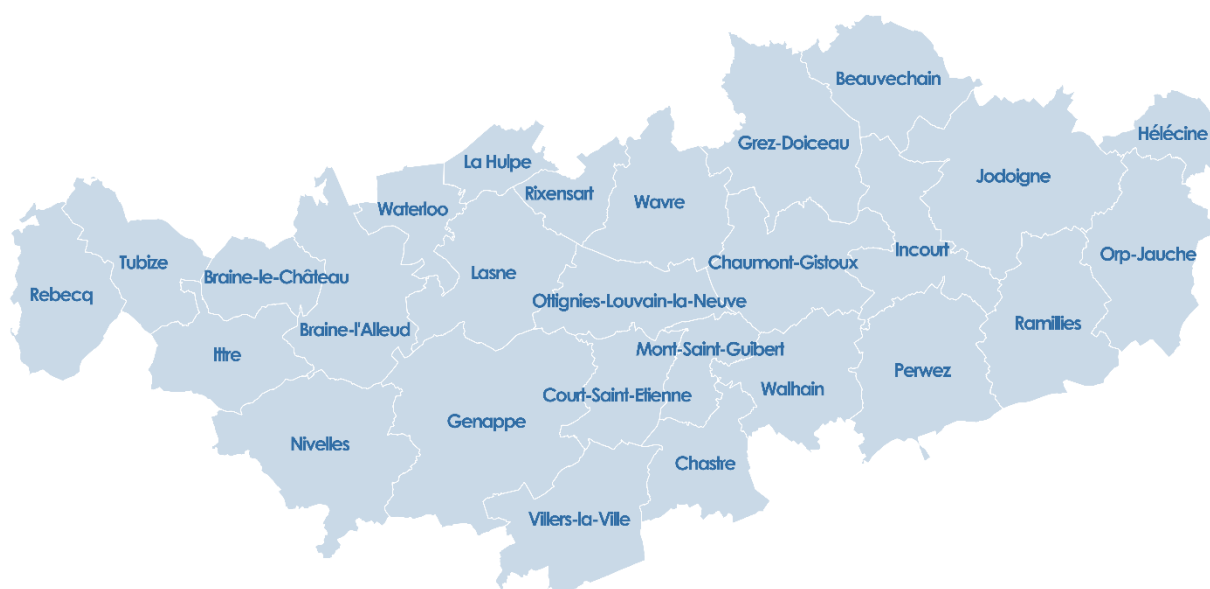 Beauvechain
Hélécine
Grez-Doiceau
La Hulpe
Jodoigne
Rixensart
Wavre
Waterloo
Incourt
Orp-Jauche
Tubize
Chaumont-Gistoux
Braine-le-Château
Lasne
Rebecq
Ottignies-Louvain-la-Neuve
Ramillies
Braine-l'Alleud
Mont-Saint-Guibert
Ittre
Perwez
Walhain
Court-Saint-Etienne
Genappe
Nivelles
Chastre
Villers-la-Ville